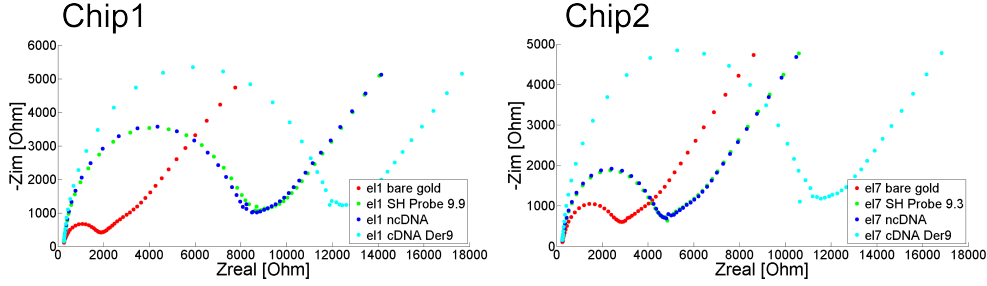 Chip1
6000
5000
4000
3000
2000
1000
0
-Zim [Ohm]
0 2000 4000 6000 8000 10000 12000 14000 16000 18000
Zreal [Ohm]
el1 bare gold
el1 SH Probe 9.9
el1 ncDNA
el1 cDNA Der9
Chip2
5000
4000
3000
2000
1000
0
-Zim [Ohm]
0 2000 4000 6000 8000 10000 12000 14000 16000 18000
Zreal [Ohm]
el7 bare gold
el7 SH Probe 9.3
el7 ncDNA
el7 cDNA Der9